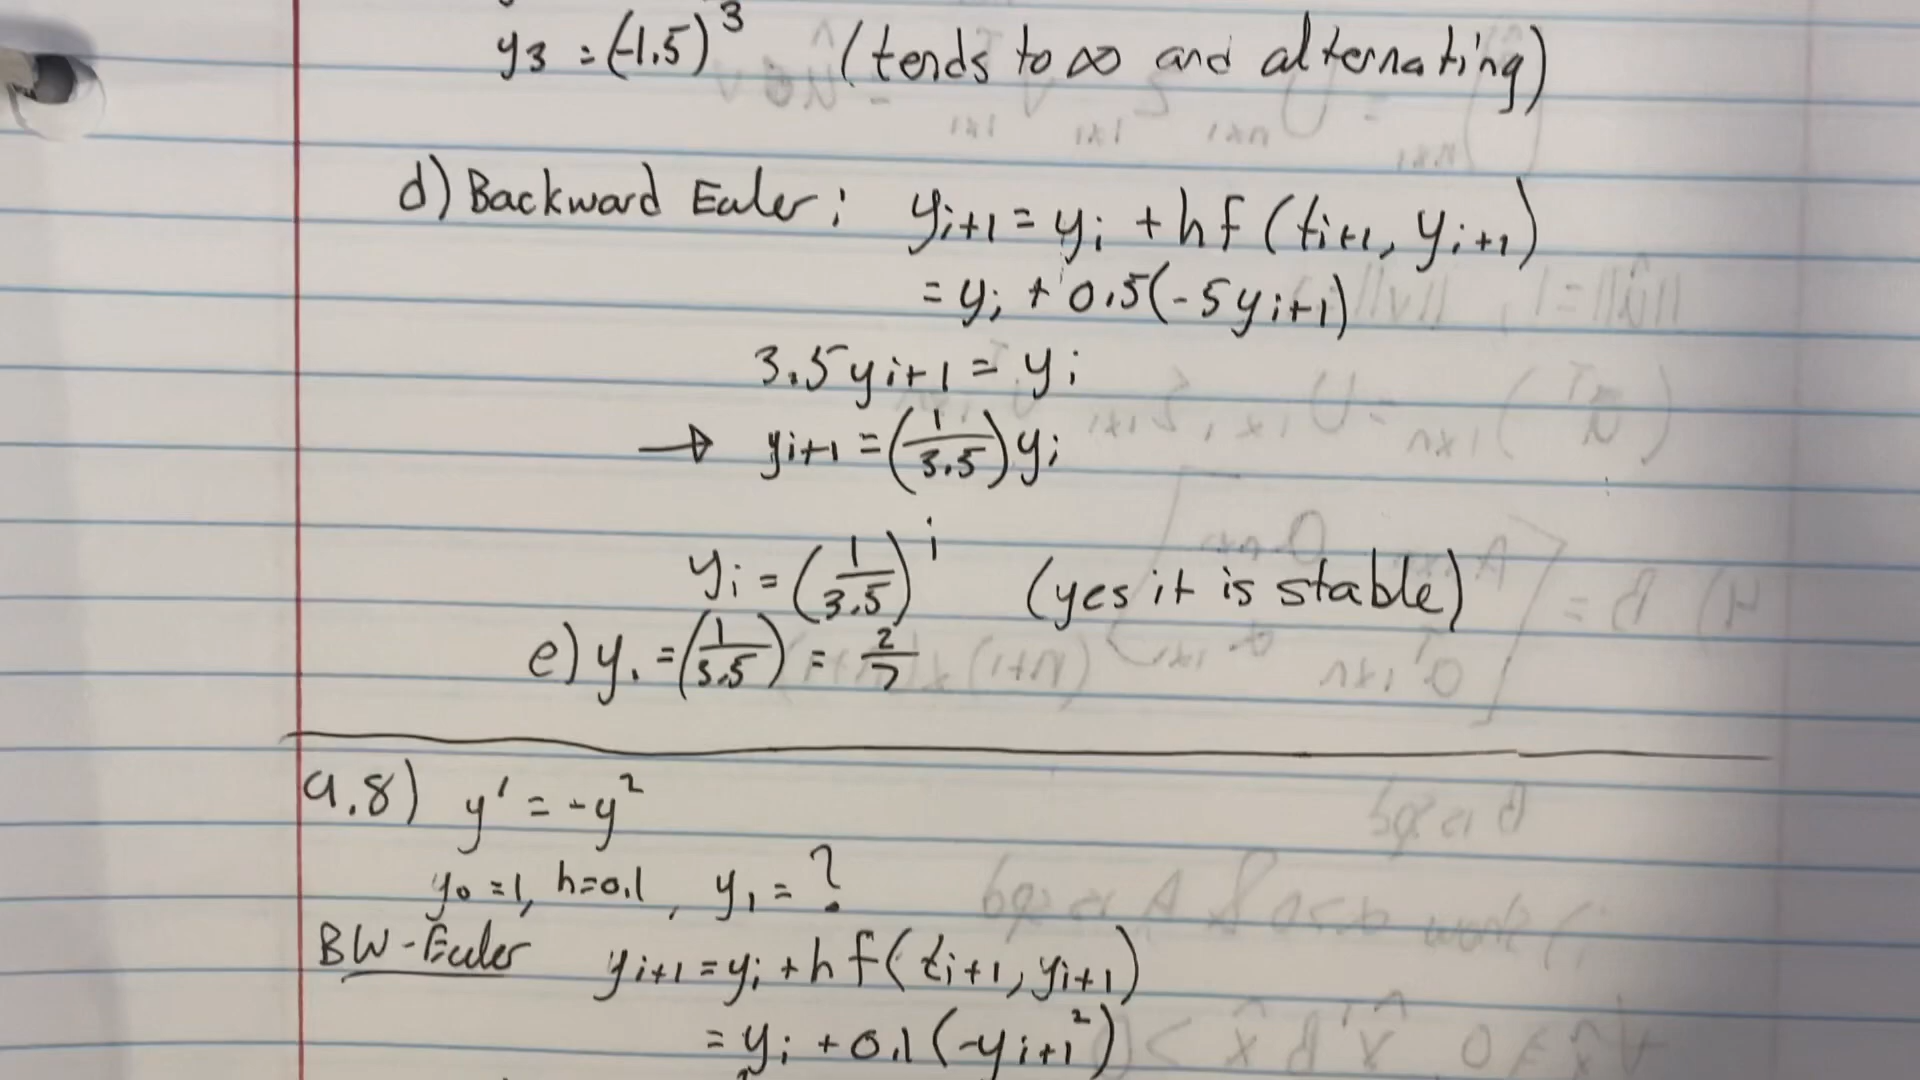 y₃ = (-1.5)³ (tends to ∞ and alternating)
d) Backward Euler: yᵢ₊₁ = yᵢ + hf(tᵢ₊₁, yᵢ₊₁)
= yᵢ + 0.5(-5yᵢ₊₁)
3.5yᵢ₊₁ = yᵢ
→ yᵢ₊₁ = (1/3.5)yᵢ
yᵢ = (1/3.5)ⁱ (yes it is stable)
e) y₁ = (1/3.5) = 2/7
9.8) y' = -y²
y₀ = 1, h=0.1, y₁ = ?
BW-Euler yᵢ₊₁ = yᵢ + hf(tᵢ₊₁, yᵢ₊₁)
= yᵢ + 0.1(-yᵢ₊₁²)